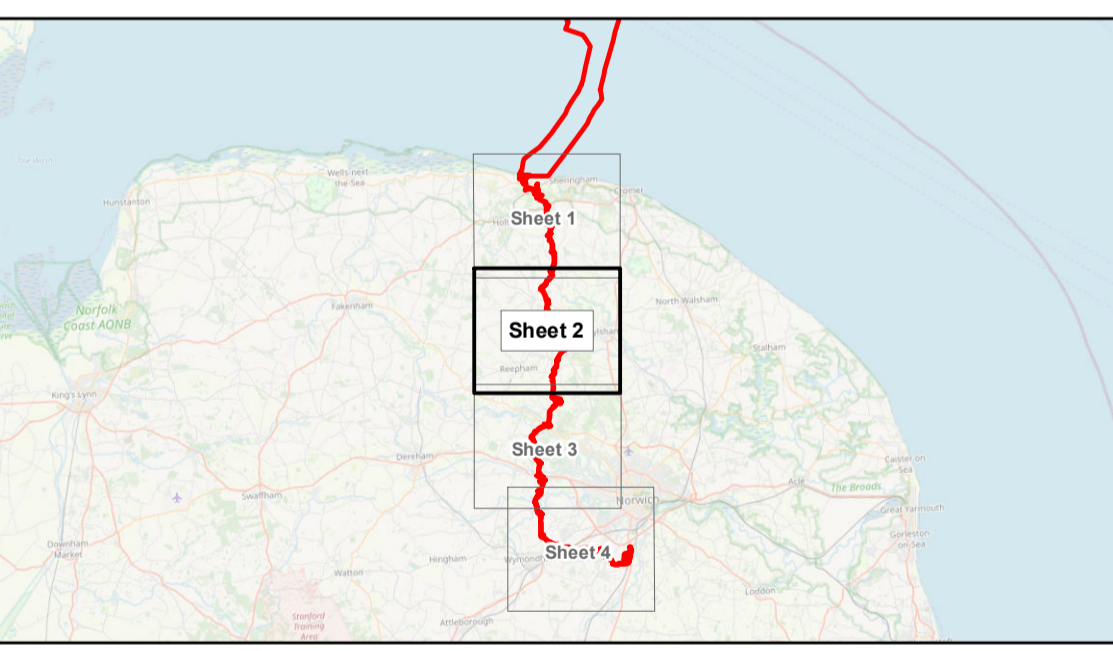 Wells-next
the-Sea
Sheringham
Cromer
Hunstanton
Sheet 1
Norfolk
Coast AONB
Fakenham
North Walsham
Sheet 2
Stalham
Reepham
King's Lynn
Sheet 3
Dereham
Caister on
-Sea
Acle
The Broads
Swaffham
Norwich
Great Yarmouth
Gorleston
-on-Sea
Downham
Market
Hingham
Wymond
Sheet 4
Watton
Loddon
Stanford
Training
Area
Attleborough